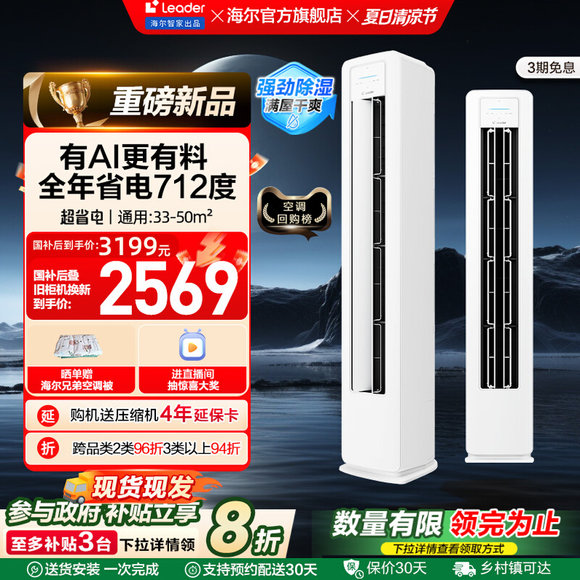 Leader
海尔智家出品
海尔官方旗舰店
夏日清凉节
重磅新品
强劲除湿
满屋干爽
3期免息
有AI更有料
全年省电712度
超省电 | 通用:33-50m²
空调
回购榜
国补后到手价: 3199元
国补后叠
旧柜机换新
到手价:
2569
晒单赠
海尔兄弟空调被
进直播间
抽惊喜大奖
延 购机送压缩机4年延保卡
折 跨品类2类96折3类以上94折
现货现发
参与政府补贴立享
8折
至多补贴3台 下拉详情领
数量有限 领完为止
下拉详情查看领取方式
送货安装 一次完成
支持预约配送30天
保价30天
乡村镇可达